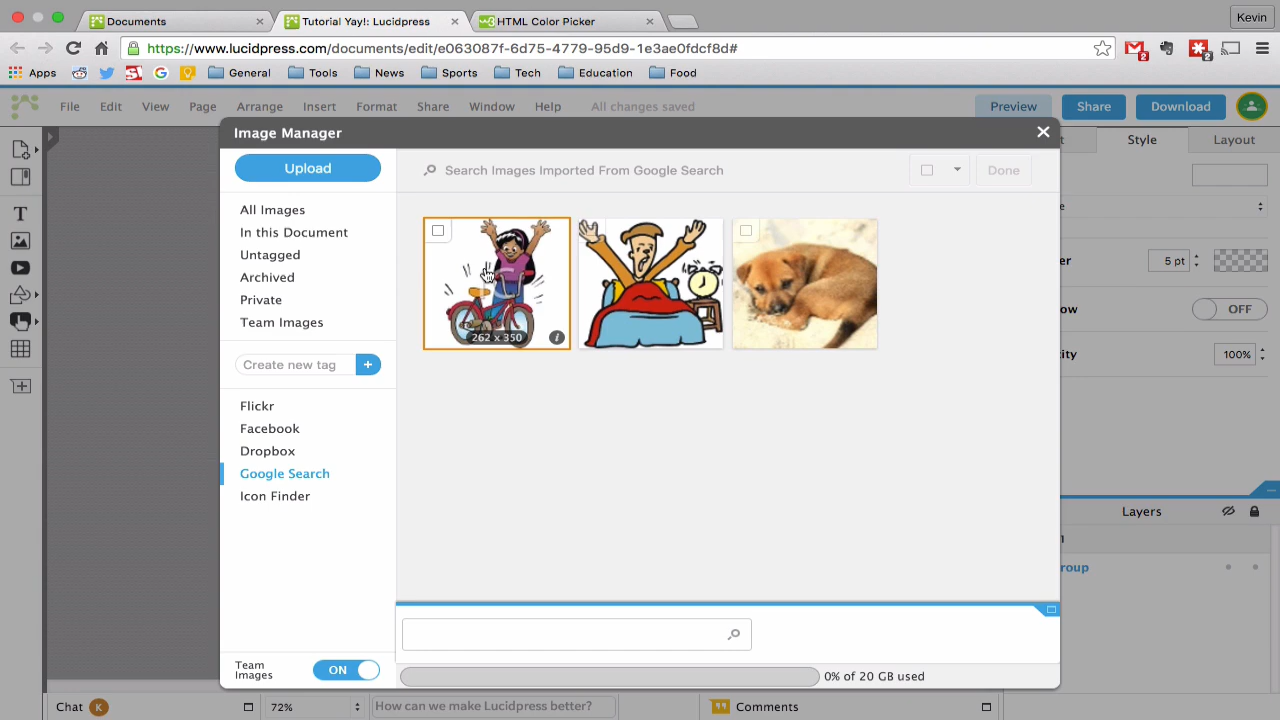 Documents
Tutorial Yay!: Lucidpress
HTML Color Picker
Kevin
https://www.lucidpress.com/documents/edit/e063087f-6d75-4779-95d9-1e3ae0fdcf8d#
2
2
Apps
General
Tools
News
Sports
Tech
Education
Food
File
Edit
View
Page
Arrange
Insert
Format
Share
Window
Help
All changes saved
Preview
Share
Download
Image Manager
Style
Layout
Upload
Search Images Imported From Google Search
Done
All Images
In this Document
Untagged
Archived
Private
Team Images
262 x 350
5 pt
OFF
100%
Create new tag
Flickr
Facebook
Dropbox
Google Search
Icon Finder
Layers
Team
Images
ON
0% of 20 GB used
Chat
K
72%
How can we make Lucidpress better?
Comments